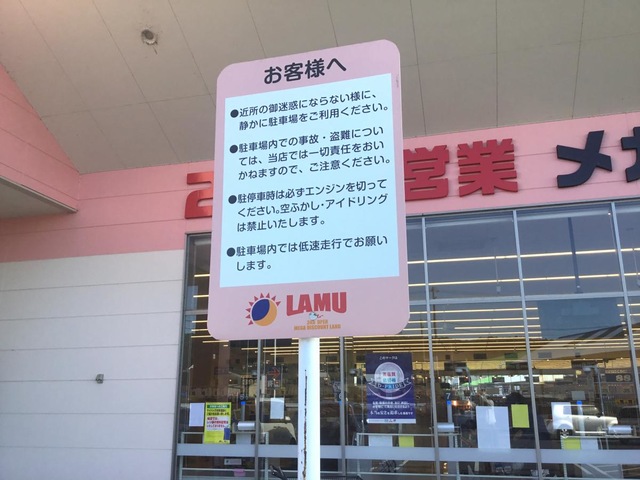 お客様へ
●近所の御迷惑にならない様に、
静かに駐車場をご利用ください。
●駐車場内での事故・盗難につい
ては、当店では一切責任をおい
かねますので、ご注意ください。
●駐停車時は必ずエンジンを切って
ください。空ふかし・アイドリング
は禁止いたします。
●駐車場内では低速走行でお願い
します。
LAMU
MEGA DISCOUNT LAND
2
営業 メガ